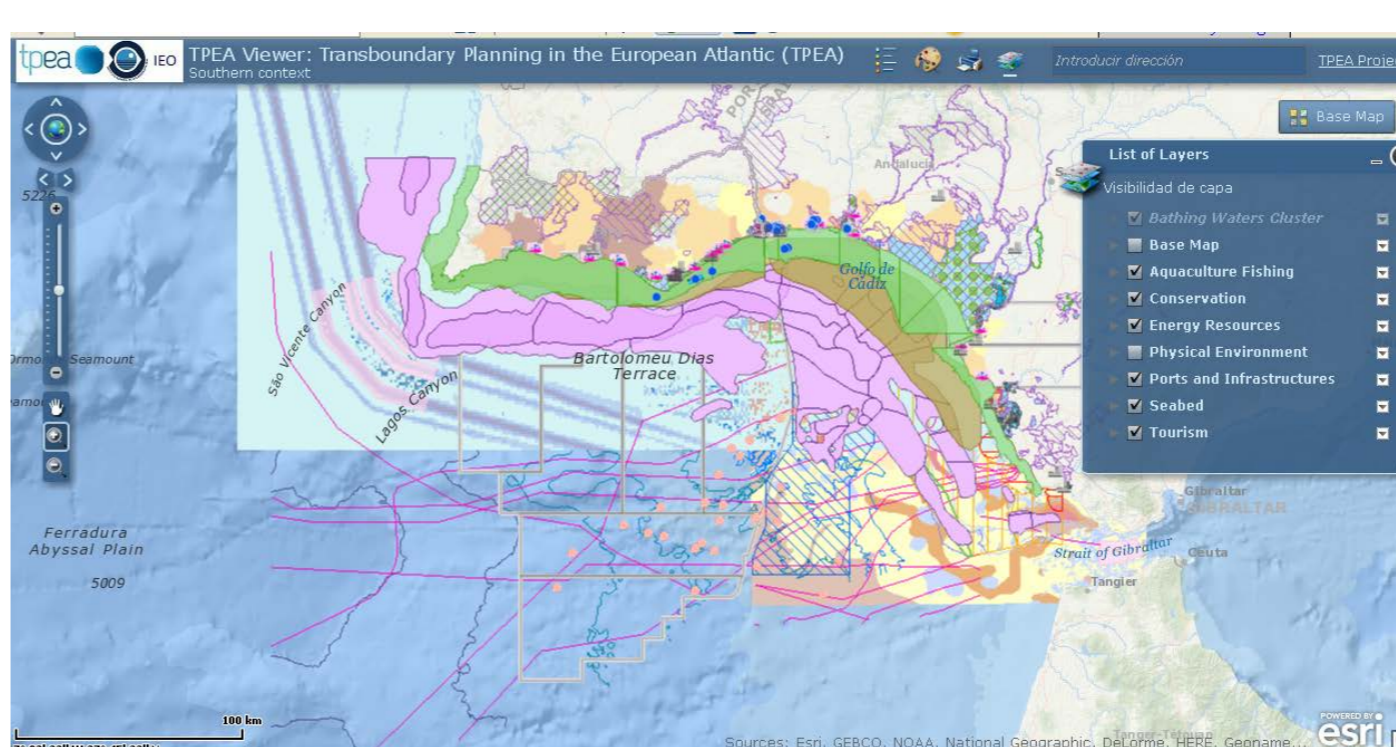 tpea IEO
TPEA Viewer: Transboundary Planning in the European Atlantic (TPEA)
Southern context
Introducir dirección
TPEA Projec
Base Map
List of Layers
Visibilidad de capa
Bathing Waters Cluster
Base Map
Aquaculture Fishing
Conservation
Energy Resources
Physical Environment
Ports and Infrastructures
Seabed
Tourism
5226
Andalucía
Golfo de
Cádiz
São Vicente Canyon
Seamount
Bartolomeu Dias
Terrace
Lagos Canyon
Ferradura
Abyssal Plain
5009
Gibraltar
GIBRALTAR
Strait of Gibraltar
Ceuta
Tangier
100 km
Tanger-Tétouan
Sources: Esri, GEBCO, NOAA, National Geographic, DeLorme, HERE, Geoname...
POWERED BY
esri